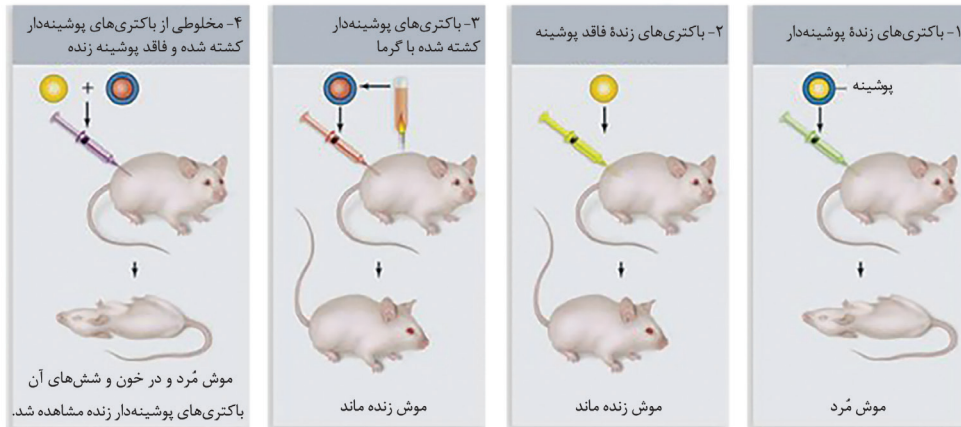 ۱- باکتری‌های زندهٔ پوشینه‌دار
پوشینه
موش مُرد
۲- باکتری‌های زندهٔ فاقد پوشینه
موش زنده ماند
۳- باکتری‌های پوشینه‌دار
کشته شده با گرما
موش زنده ماند
۴- مخلوطی از باکتری‌های پوشینه‌دار
کشته شده و فاقد پوشینه زنده
+
موش مُرد و در خون و شش‌های آن
باکتری‌های پوشینه‌دار زنده مشاهده شد.